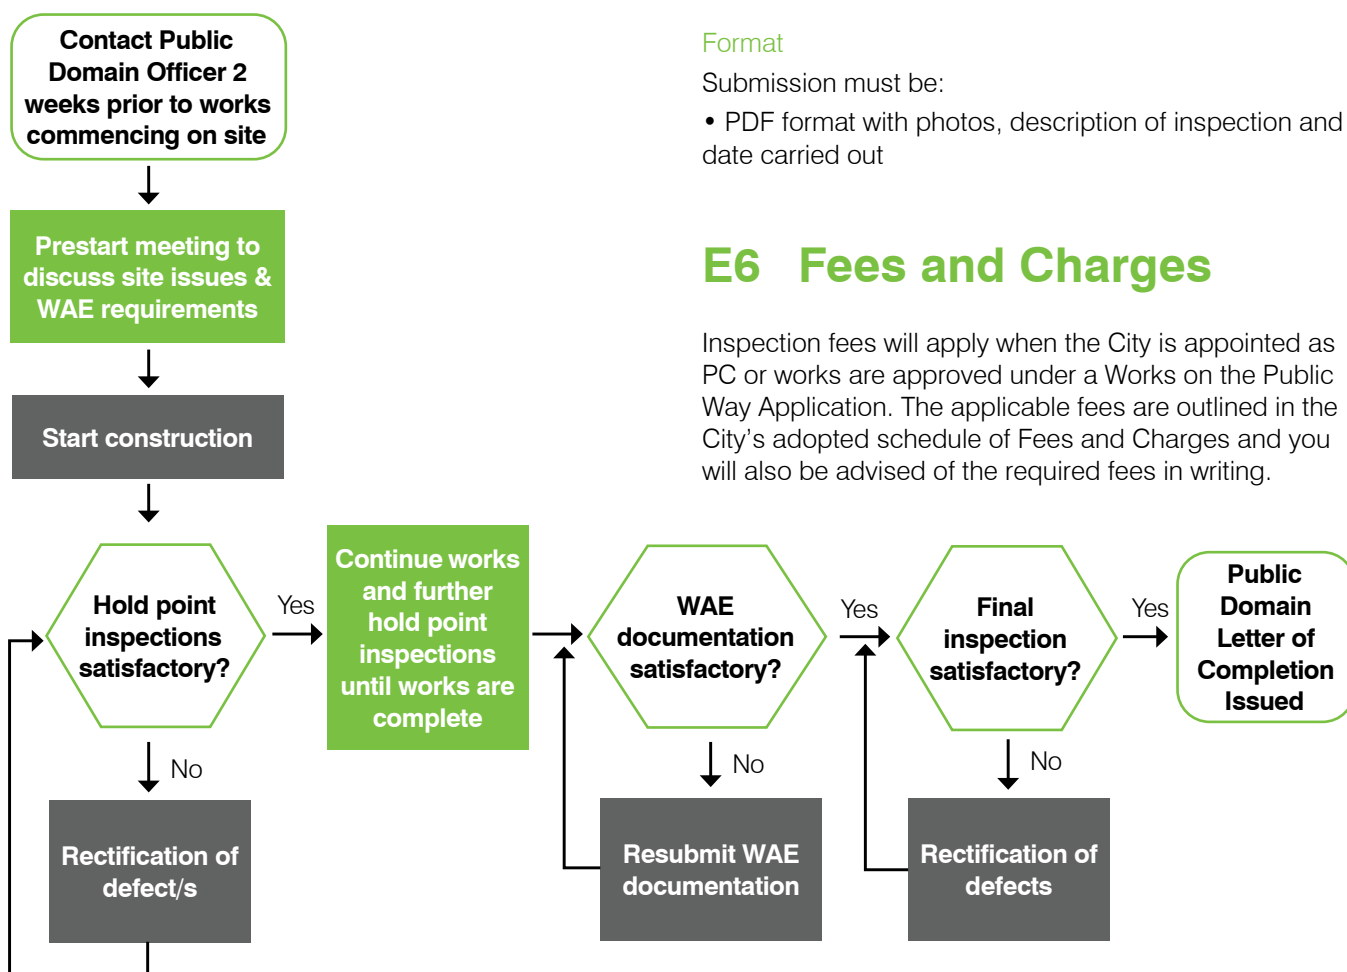 Contact Public
Domain Officer 2
weeks prior to works
commencing on site
Prestart meeting to
discuss site issues &
WAE requirements
Start construction
Format
Submission must be:
• PDF format with photos, description of inspection and
date carried out
E6 Fees and Charges
Inspection fees will apply when the City is appointed as
PC or works are approved under a Works on the Public
Way Application. The applicable fees are outlined in the
City’s adopted schedule of Fees and Charges and you
will also be advised of the required fees in writing.
Hold point
inspections
satisfactory?
Yes
No
Rectification of
defect/s
Continue works
and further
hold point
inspections
until works are
complete
WAE
documentation
satisfactory?
Yes
No
Resubmit WAE
documentation
Final
inspection
satisfactory?
Yes
No
Rectification of
defects
Public
Domain
Letter of
Completion
Issued